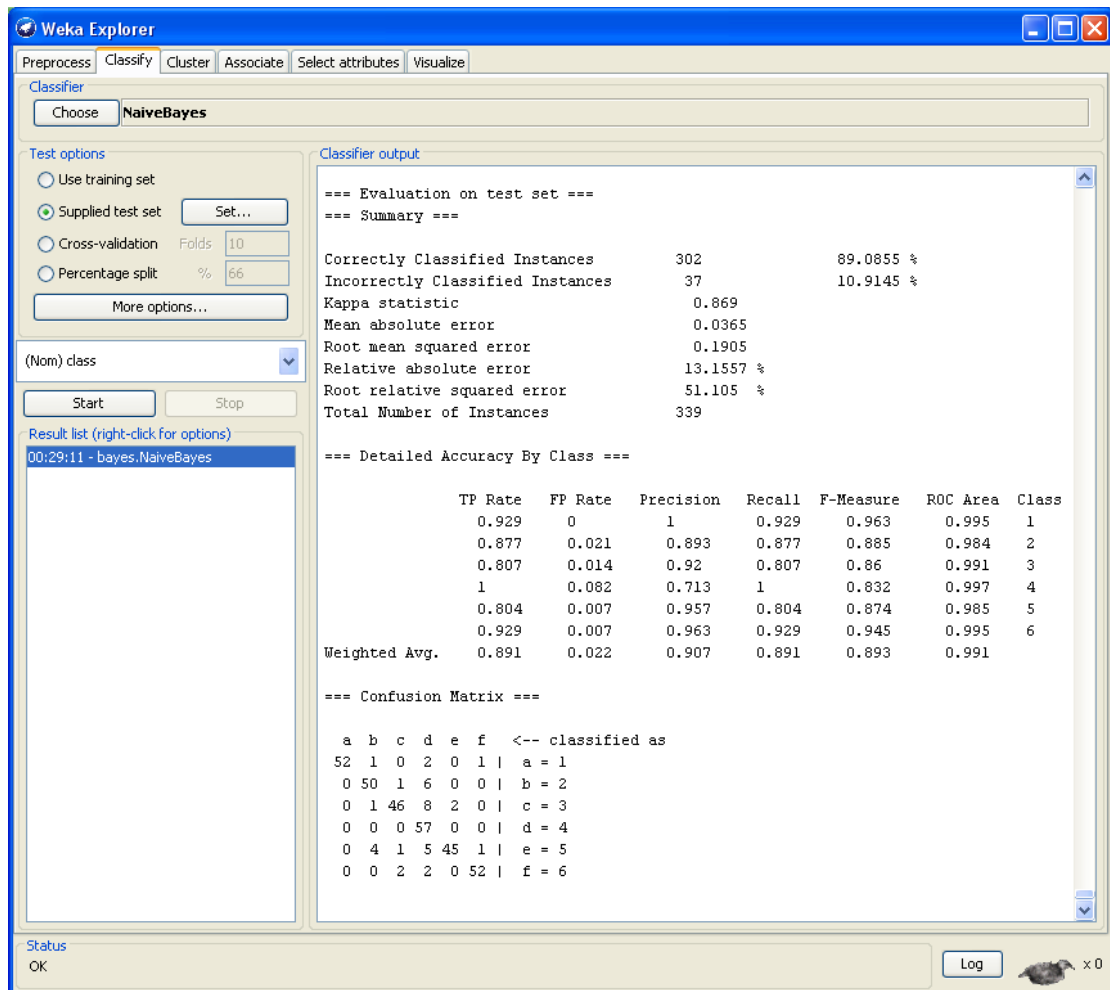 Weka Explorer
Preprocess Classify Cluster Associate Select attributes Visualize
Classifier
Choose NaiveBayes
Test options
Use training set
Supplied test set Set...
Cross-validation Folds 10
Percentage split % 66
More options...
(Nom) class
Start Stop
Result list (right-click for options)
00:29:11 - bayes.NaiveBayes
Classifier output
=== Evaluation on test set ===
=== Summary ===
Correctly Classified Instances 302 89.0855 %
Incorrectly Classified Instances 37 10.9145 %
Kappa statistic 0.869
Mean absolute error 0.0365
Root mean squared error 0.1905
Relative absolute error 13.1557 %
Root relative squared error 51.105 %
Total Number of Instances 339
=== Detailed Accuracy By Class ===
TP Rate FP Rate Precision Recall F-Measure ROC Area Class
0.929 0 1 0.929 0.963 0.995 1
0.877 0.021 0.893 0.877 0.885 0.984 2
0.807 0.014 0.92 0.807 0.86 0.991 3
1 0.082 0.713 1 0.832 0.997 4
0.804 0.007 0.957 0.804 0.874 0.985 5
0.929 0.007 0.963 0.929 0.945 0.995 6
Weighted Avg. 0.891 0.022 0.907 0.891 0.893 0.991
=== Confusion Matrix ===
a b c d e f <-- classified as
52 1 0 2 0 1 | a = 1
0 50 1 6 0 0 | b = 2
0 1 46 8 2 0 | c = 3
0 0 0 57 0 0 | d = 4
0 4 1 5 45 1 | e = 5
0 0 2 2 0 52 | f = 6
Status
OK
Log x 0